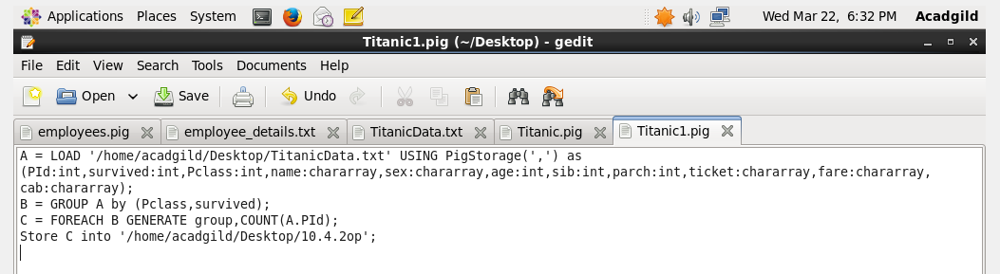 Applications Places System Wed Mar 22, 6:32 PM Acadgild
Titanic1.pig (~/Desktop) - gedit
File Edit View Search Tools Documents Help
Open Save Undo
employees.pig employee_details.txt TitanicData.txt Titanic.pig Titanic1.pig
A = LOAD '/home/acadgild/Desktop/TitanicData.txt' USING PigStorage(',') as
(PId:int,survived:int,Pclass:int,name:chararray,sex:chararray,age:int,sib:int,parch:int,ticket:chararray,fare:chararray,
cab:chararray);
B = GROUP A by (Pclass,survived);
C = FOREACH B GENERATE group,COUNT(A.PId);
Store C into '/home/acadgild/Desktop/10.4.2op';